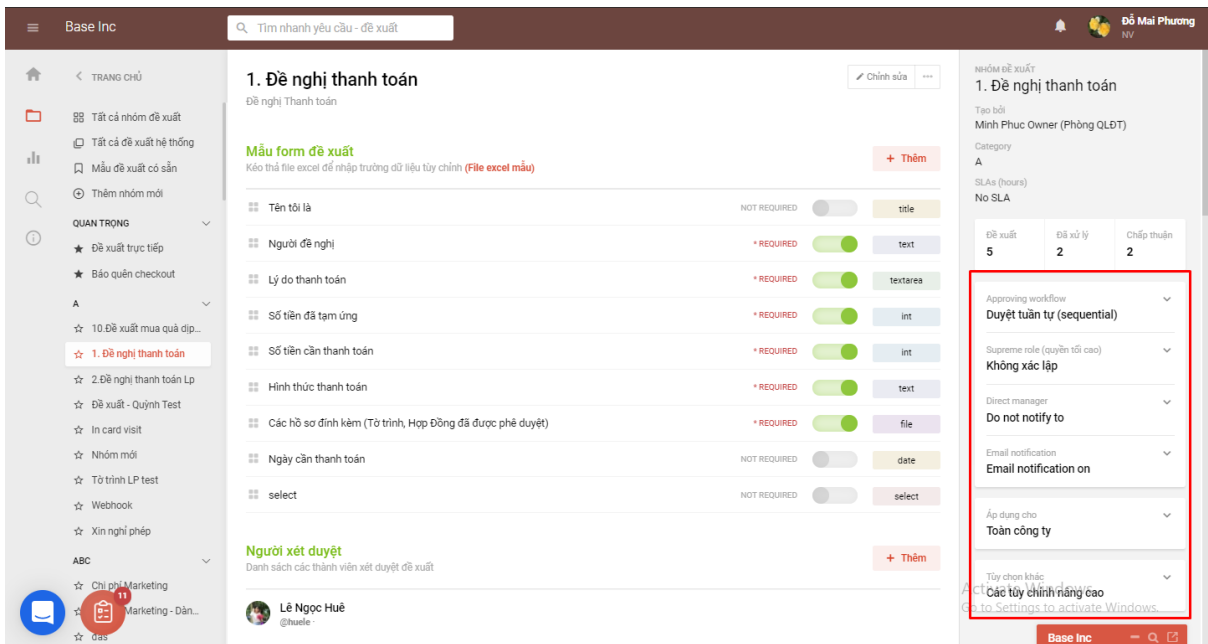 Base Inc
Tìm nhanh yêu cầu - đề xuất
Đỗ Mai Phương
NV
TRANG CHỦ
Tất cả nhóm đề xuất
Tất cả đề xuất hệ thống
Mẫu đề xuất có sẵn
Thêm nhóm mới
QUAN TRỌNG
Đề xuất trực tiếp
Báo quên checkout
A
10.Đề xuất mua quà dịp...
1. Đề nghị thanh toán
2.Đề nghị thanh toán Lp
Đề xuất - Quỳnh Test
In card visit
Nhóm mới
Tờ trình LP test
Webhook
Xin nghỉ phép
ABC
Chi phí Marketing
Marketing - Dàn...
das
11
1. Đề nghị thanh toán
Đề nghị Thanh toán
Chỉnh sửa
Mẫu form đề xuất
Kéo thả file excel để nhập trường dữ liệu tùy chỉnh (File excel mẫu)
+ Thêm
Tên tôi là NOT REQUIRED title
Người đề nghị * REQUIRED text
Lý do thanh toán * REQUIRED textarea
Số tiền đã tạm ứng * REQUIRED int
Số tiền cần thanh toán * REQUIRED int
Hình thức thanh toán * REQUIRED text
Các hồ sơ đính kèm (Tờ trình, Hợp Đồng đã được phê duyệt) * REQUIRED file
Ngày cần thanh toán NOT REQUIRED date
select NOT REQUIRED select
Người xét duyệt
Danh sách các thành viên xét duyệt đề xuất
+ Thêm
Lê Ngọc Huê
@huele ·
NHÓM ĐỀ XUẤT
1. Đề nghị thanh toán
Tạo bởi
Minh Phuc Owner (Phòng QLĐT)
Category
A
SLAs (hours)
No SLA
Đề xuất Đã xử lý Chấp thuận
5 2 2
Approving workflow
Duyệt tuần tự (sequential)
Supreme role (quyền tối cao)
Không xác lập
Direct manager
Do not notify to
Email notification
Email notification on
Áp dụng cho
Toàn công ty
Tùy chọn khác
Các tùy chỉnh nâng cao
Activate Windows
Go to Settings to activate Windows.
Base Inc